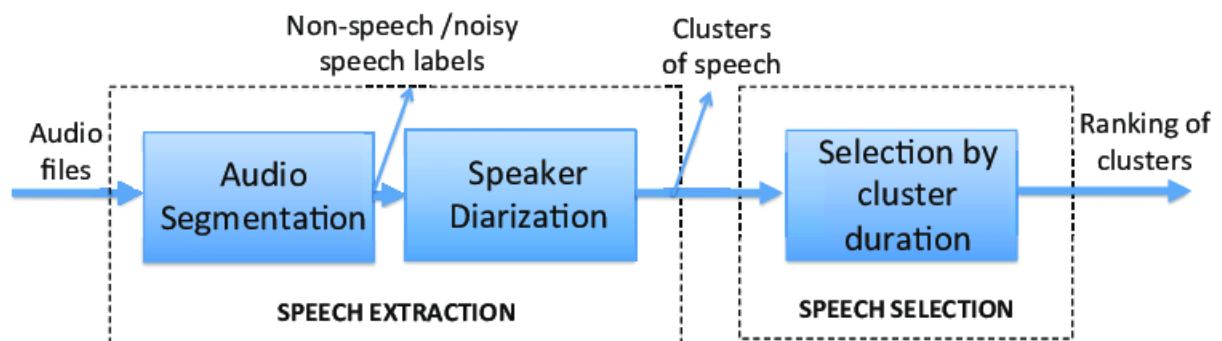 Non-speech /noisy
speech labels
Clusters
of speech
Audio
files
Audio
Segmentation
Speaker
Diarization
Selection by
cluster
duration
Ranking of
clusters
SPEECH EXTRACTION
SPEECH SELECTION